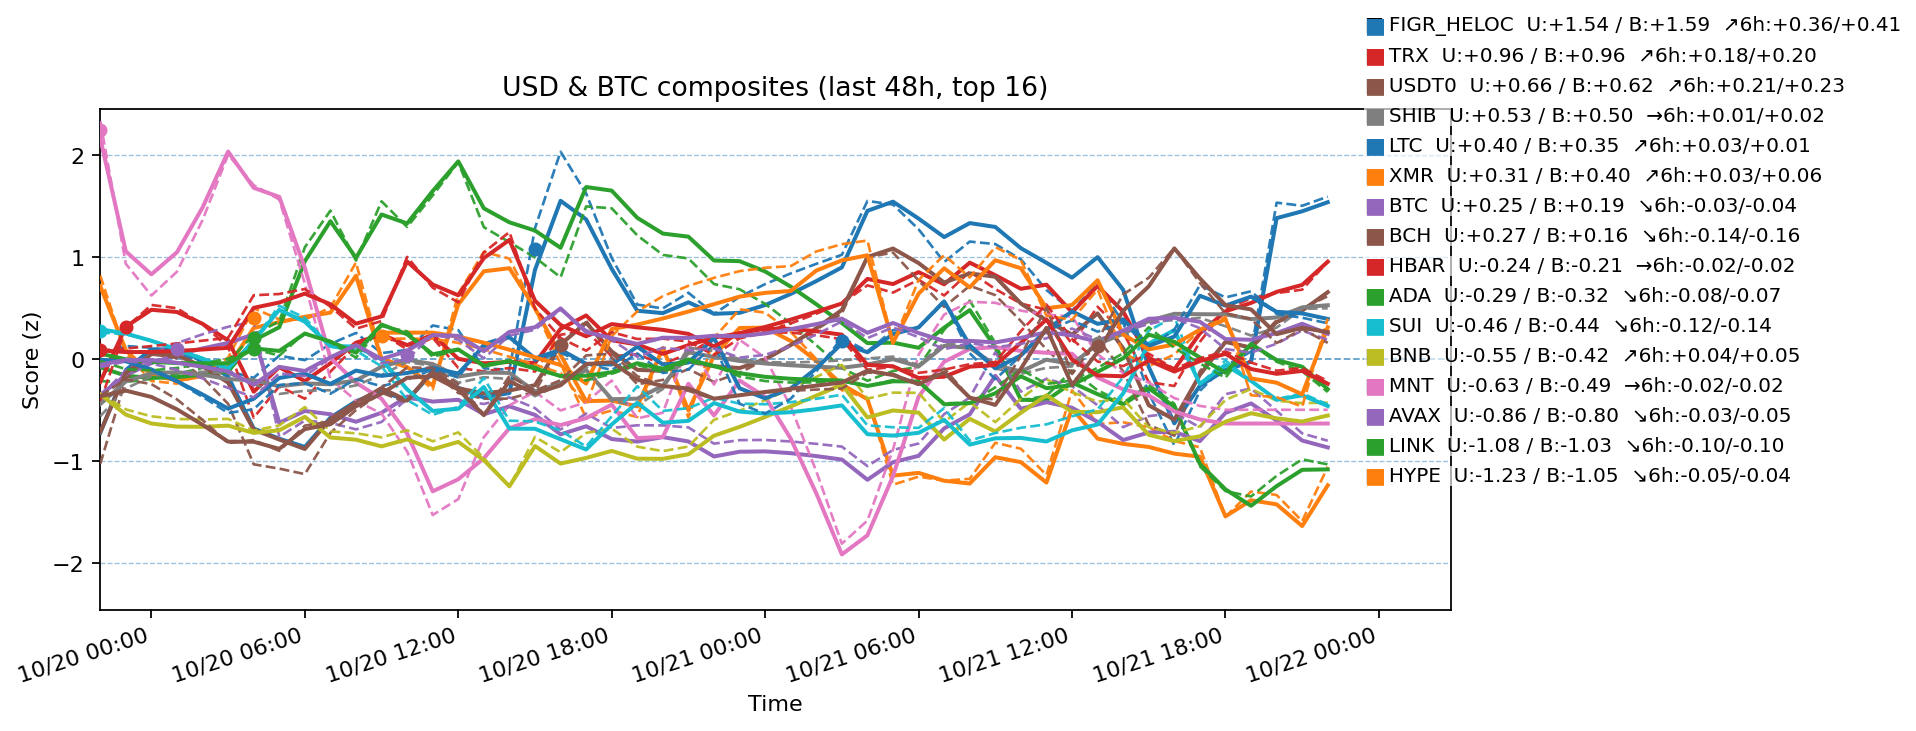 FIGR_HELOC  U:+1.54 / B:+1.59  ↗6h:+0.36/+0.41
TRX  U:+0.96 / B:+0.96  ↗6h:+0.18/+0.20
USDT0  U:+0.66 / B:+0.62  ↗6h:+0.21/+0.23
SHIB  U:+0.53 / B:+0.50  →6h:+0.01/+0.02
LTC  U:+0.40 / B:+0.35  ↗6h:+0.03/+0.01
XMR  U:+0.31 / B:+0.40  ↗6h:+0.03/+0.06
BTC  U:+0.25 / B:+0.19  ↘6h:-0.03/-0.04
BCH  U:+0.27 / B:+0.16  ↘6h:-0.14/-0.16
HBAR  U:-0.24 / B:-0.21  →6h:-0.02/-0.02
ADA  U:-0.29 / B:-0.32  ↘6h:-0.08/-0.07
SUI  U:-0.46 / B:-0.44  ↘6h:-0.12/-0.14
BNB  U:-0.55 / B:-0.42  ↗6h:+0.04/+0.05
MNT  U:-0.63 / B:-0.49  →6h:-0.02/-0.02
AVAX  U:-0.86 / B:-0.80  ↘6h:-0.03/-0.05
LINK  U:-1.08 / B:-1.03  ↘6h:-0.10/-0.10
HYPE  U:-1.23 / B:-1.05  ↘6h:-0.05/-0.04
USD & BTC composites (last 48h, top 16)
Score (z)
2
1
0
−1
−2
10/20 00:00
10/20 06:00
10/20 12:00
10/20 18:00
10/21 00:00
10/21 06:00
10/21 12:00
10/21 18:00
10/22 00:00
Time